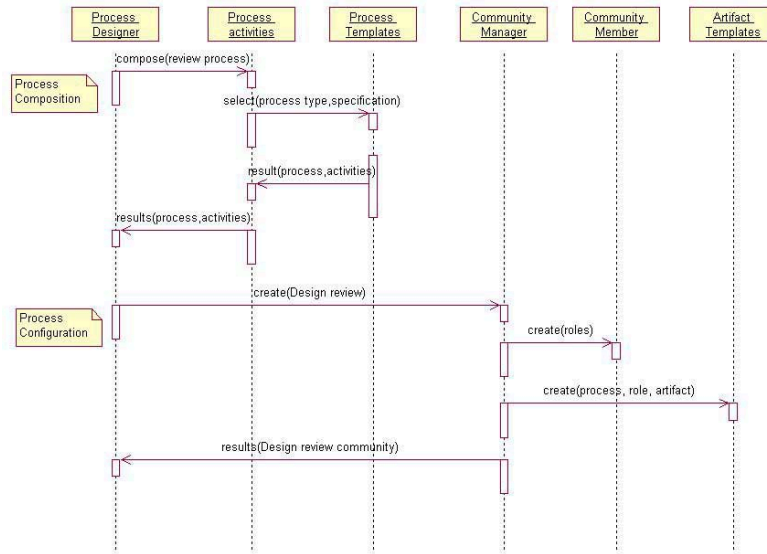 Process
Designer
Process
activities
Process
Templates
Community
Manager
Community
Member
Artifact
Templates
compose(review process)
Process
Composition
select(process type,specification)
result(process,activities)
results(process,activities)
create(Design review)
Process
Configuration
create(roles)
create(process, role, artifact)
results(Design review community)